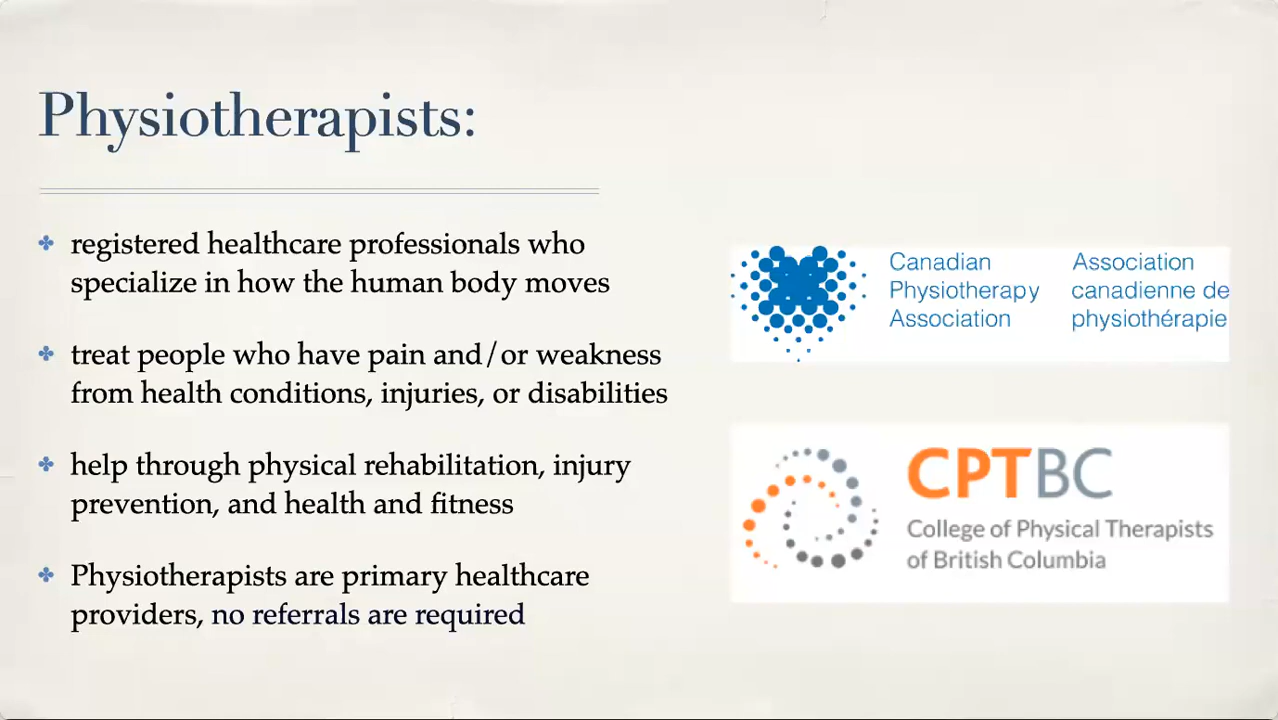 Physiotherapists:
registered healthcare professionals who
specialize in how the human body moves
treat people who have pain and/or weakness
from health conditions, injuries, or disabilities
help through physical rehabilitation, injury
prevention, and health and fitness
Physiotherapists are primary healthcare
providers, no referrals are required
Canadian
Physiotherapy
Association
Association
canadienne de
physiothérapie
CPTBC
College of Physical Therapists
of British Columbia